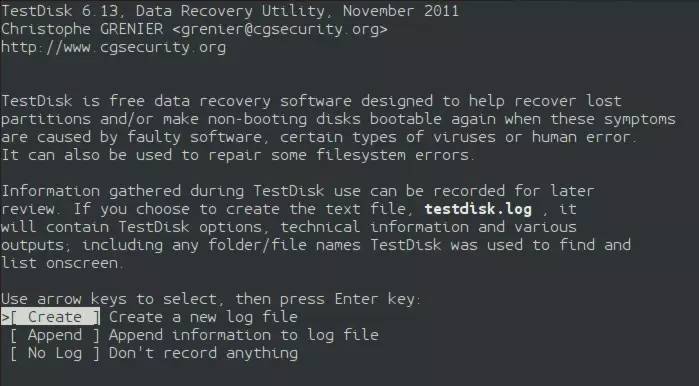 TestDisk 6.13, Data Recovery Utility, November 2011
Christophe GRENIER <grenier@cgsecurity.org>
http://www.cgsecurity.org
TestDisk is free data recovery software designed to help recover lost
partitions and/or make non-booting disks bootable again when these symptoms
are caused by faulty software, certain types of viruses or human error.
It can also be used to repair some filesystem errors.
Information gathered during TestDisk use can be recorded for later
review. If you choose to create the text file, testdisk.log , it
will contain TestDisk options, technical information and various
outputs; including any folder/file names TestDisk was used to find and
list onscreen.
Use arrow keys to select, then press Enter key:
>[ Create ] Create a new log file
[ Append ] Append information to log file
[ No Log ] Don't record anything